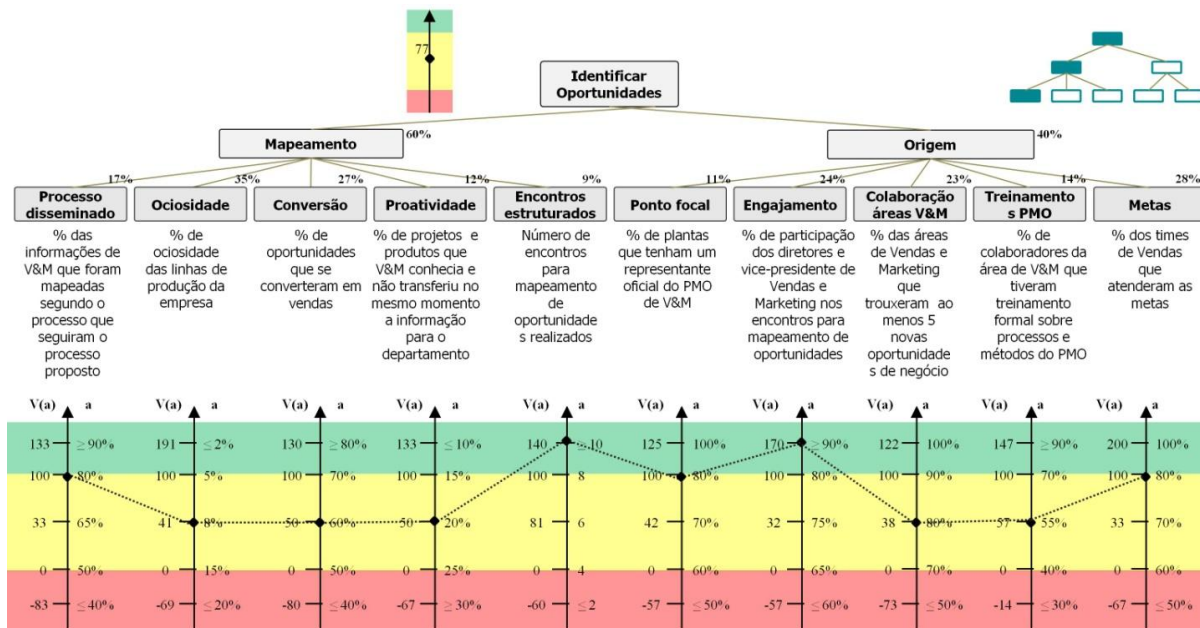 77
Identificar
Oportunidades
Mapeamento
60%
Origem
40%
17%
35%
27%
12%
9%
11%
24%
23%
14%
28%
Processo
disseminado
Ociosidade
Conversão
Proatividade
Encontros
estruturados
Ponto focal
Engajamento
Colaboração
áreas V&M
Treinamento
s PMO
Metas
% das
informações de
V&M que foram
mapeadas
segundo o
processo que
seguiram o
processo
proposto
% de
ociosidade
das linhas de
produção da
empresa
% de
oportunidades
que se
converteram em
vendas
% de projetos e
produtos que
V&M conhecia e
não transferiu no
mesmo momento
a informação
para o
departamento
Número de
encontros
para
mapeamento
de
oportunidade
s realizados
% de plantas
que tenham um
representante
oficial do PMO
de V&M
% de participação
dos diretores e
vice-presidente de
Vendas e
Marketing nos
encontros para
mapeamento de
oportunidades
% das áreas
de Vendas e
Marketing
que
trouxeram ao
menos 5
novas
oportunidade
s de negócio
% de
colaboradores da
área de V&M que
tiveram
treinamento
formal sobre
processos e
métodos do PMO
% dos times
de Vendas
que
atenderam as
metas
V(a) a V(a) a V(a) a V(a) a V(a) a V(a) a V(a) a V(a) a V(a) a V(a) a
133 ≥90% 191 ≤2% 130 ≥80% 133 ≤10% 140 ≥10 125 100% 170 ≥90% 122 100% 147 ≥90% 200 100%
100 80% 100 5% 100 70% 100 15% 100 8 100 80% 100 80% 100 90% 100 70% 100 80%
33 65% 41 8% 50 60% 50 20% 81 6 42 70% 32 75% 38 80% 57 55% 33 70%
0 50% 0 15% 0 50% 0 25% 0 4 0 60% 0 65% 0 70% 0 40% 0 60%
-83 ≤40% -69 ≤20% -80 ≤40% -67 ≥30% -60 ≤2 -57 ≤50% -57 ≤60% -73 ≤50% -14 ≤30% -67 ≤50%